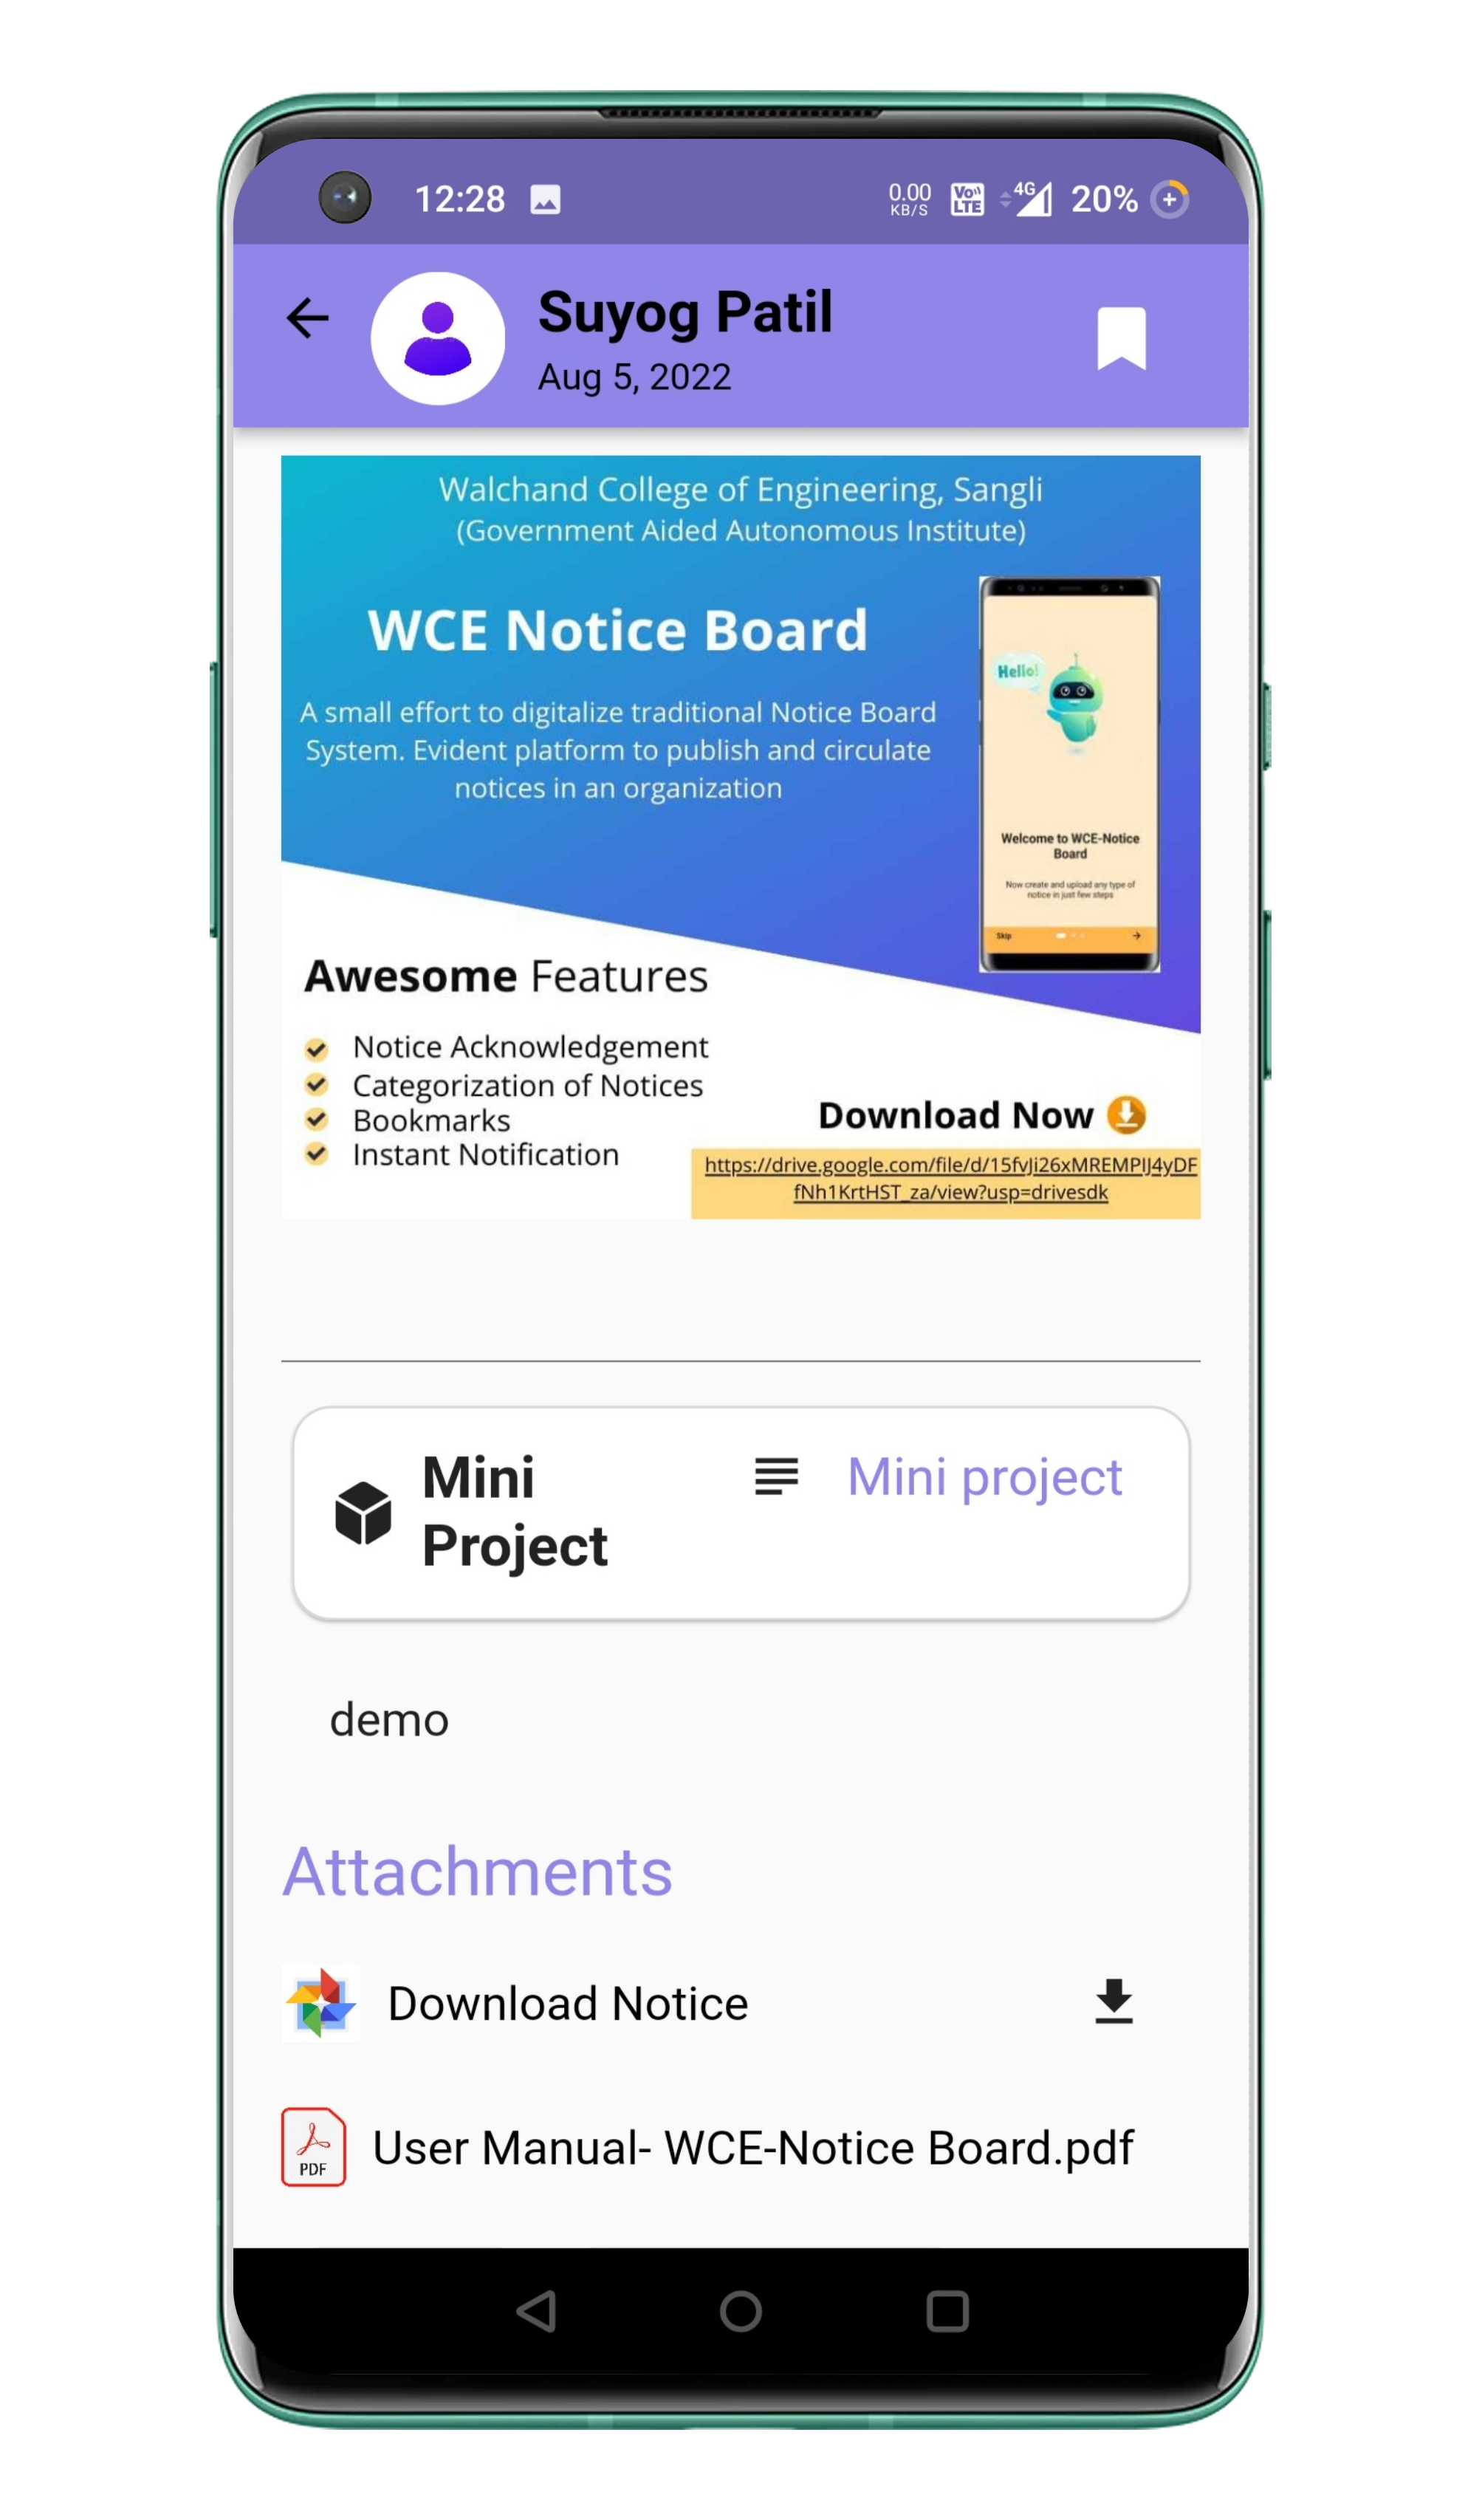 12:28
0.00
KB/S
Vo))
LTE
4G
20%
Suyog Patil
Aug 5, 2022
Walchand College of Engineering, Sangli
(Government Aided Autonomous Institute)
WCE Notice Board
A small effort to digitalize traditional Notice Board
System. Evident platform to publish and circulate
notices in an organization
Hello!
Welcome to WCE-Notice
Board
Now create and upload any type of
notice in just few steps
Skip
Awesome Features
Notice Acknowledgement
Categorization of Notices
Bookmarks
Instant Notification
Download Now
https://drive.google.com/file/d/15fvJi26xMREMPIJ4yDF
fNh1KrtHST_za/view?usp=drivesdk
Mini
Project
Mini project
demo
Attachments
Download Notice
PDF
User Manual- WCE-Notice Board.pdf